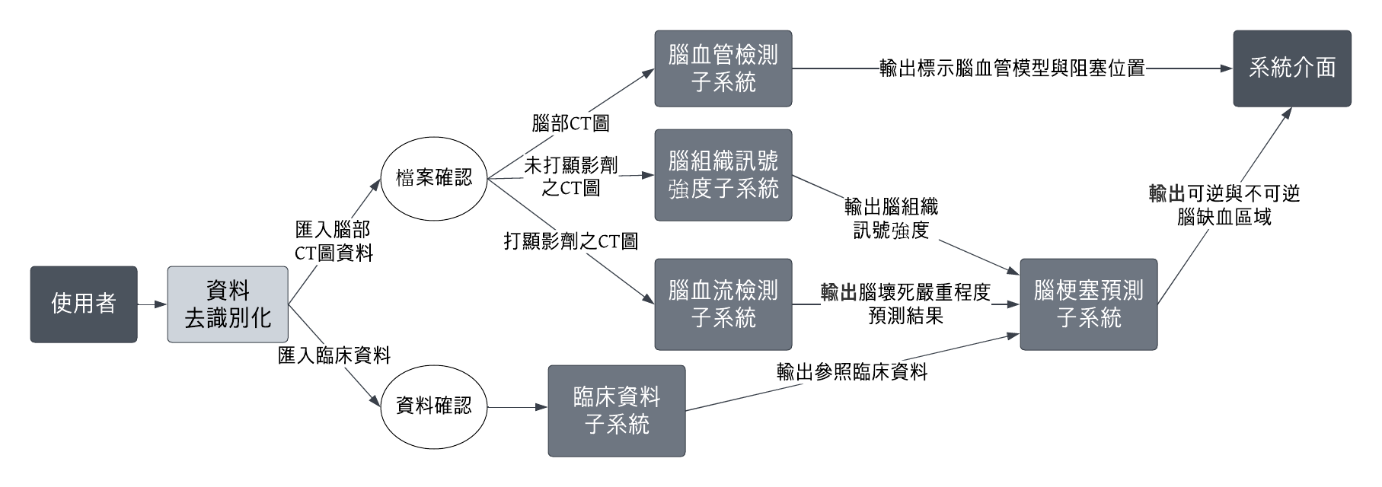 使用者
資料
去識別化
匯入腦部
CT圖資料
匯入臨床資料
檔案確認
資料確認
腦部CT圖
未打顯影劑
之CT圖
打顯影劑之CT圖
腦血管檢測
子系統
腦組織訊號
強度子系統
腦血流檢測
子系統
臨床資料
子系統
輸出標示腦血管模型與阻塞位置
輸出腦組織
訊號強度
輸出腦壞死嚴重程度
預測結果
輸出參照臨床資料
腦梗塞預測
子系統
輸出可逆與不可逆
腦缺血區域
系統介面